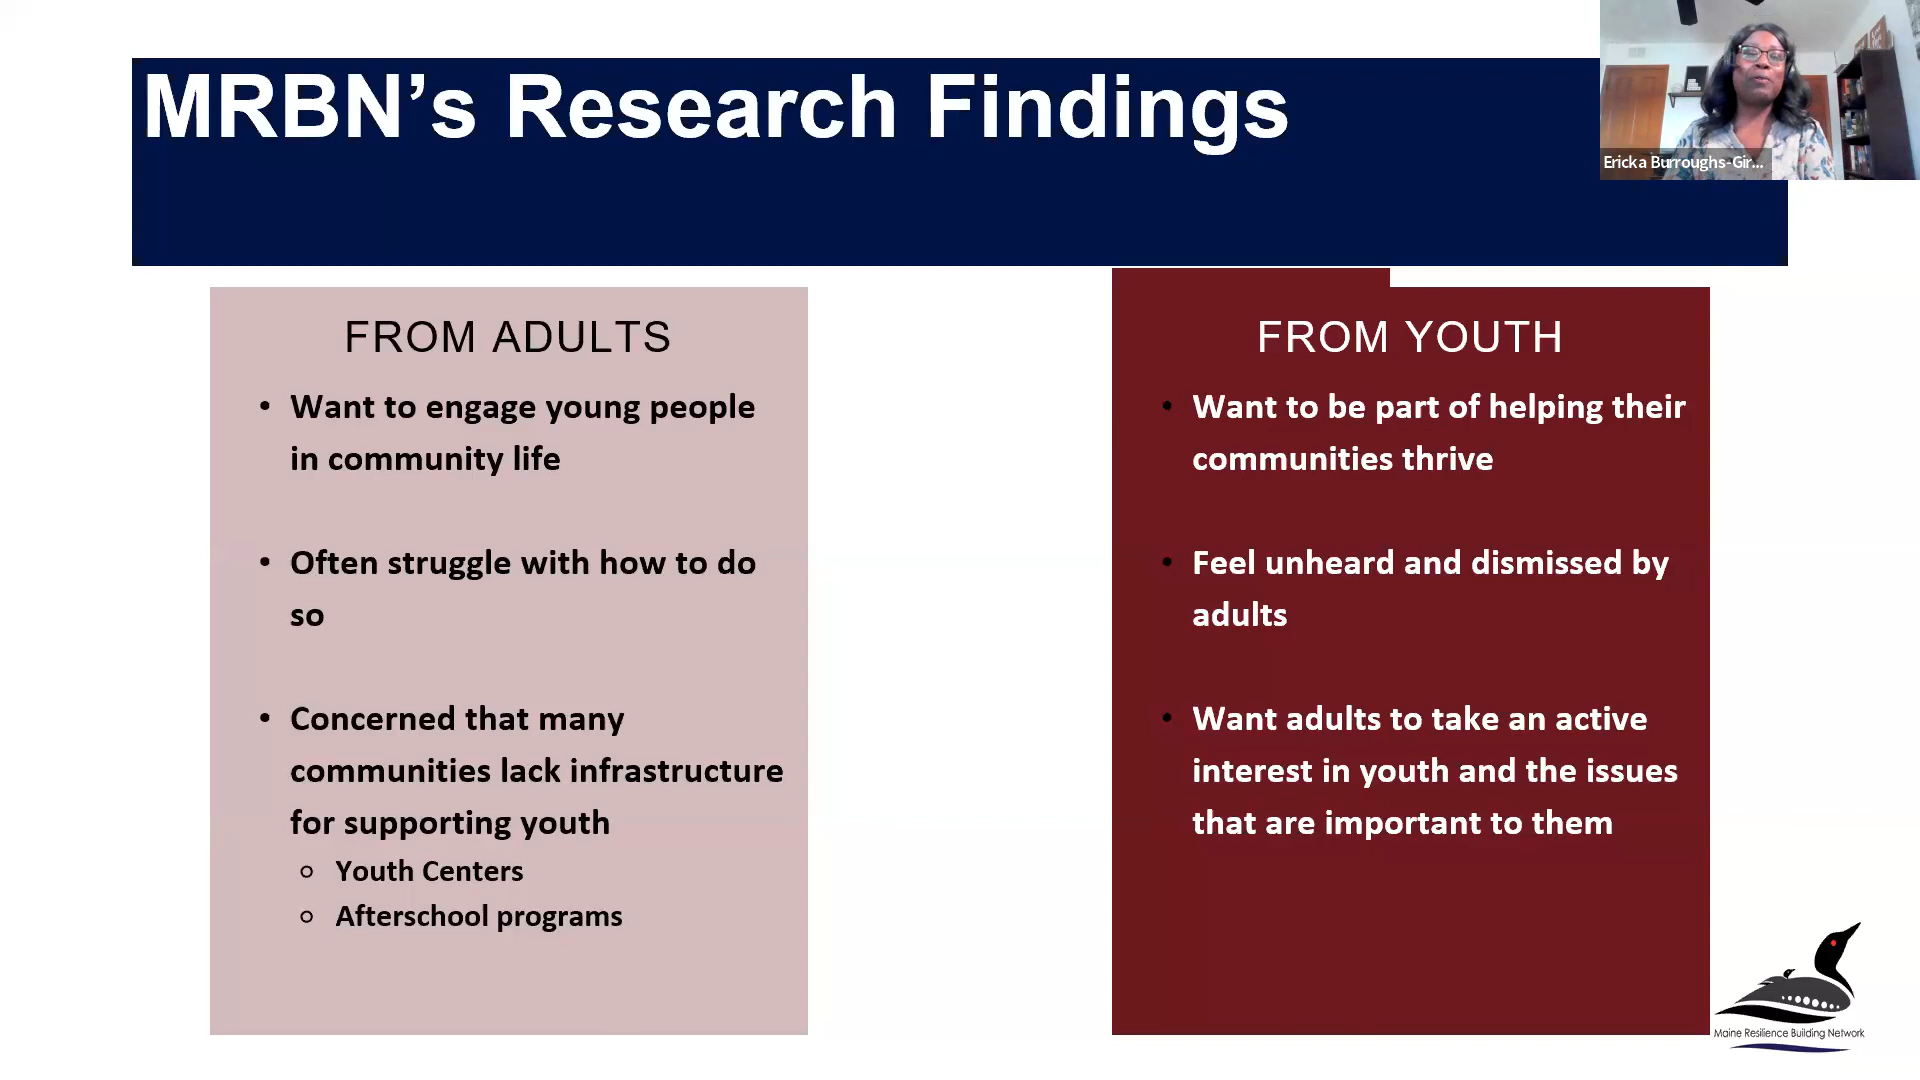 MRBN's Research Findings
Ericka Burroughs-Gir...
FROM ADULTS
• Want to engage young people
in community life
• Often struggle with how to do
so
• Concerned that many
communities lack infrastructure
for supporting youth
○ Youth Centers
○ Afterschool programs
FROM YOUTH
• Want to be part of helping their
communities thrive
• Feel unheard and dismissed by
adults
• Want adults to take an active
interest in youth and the issues
that are important to them
Maine Resilience Building Network